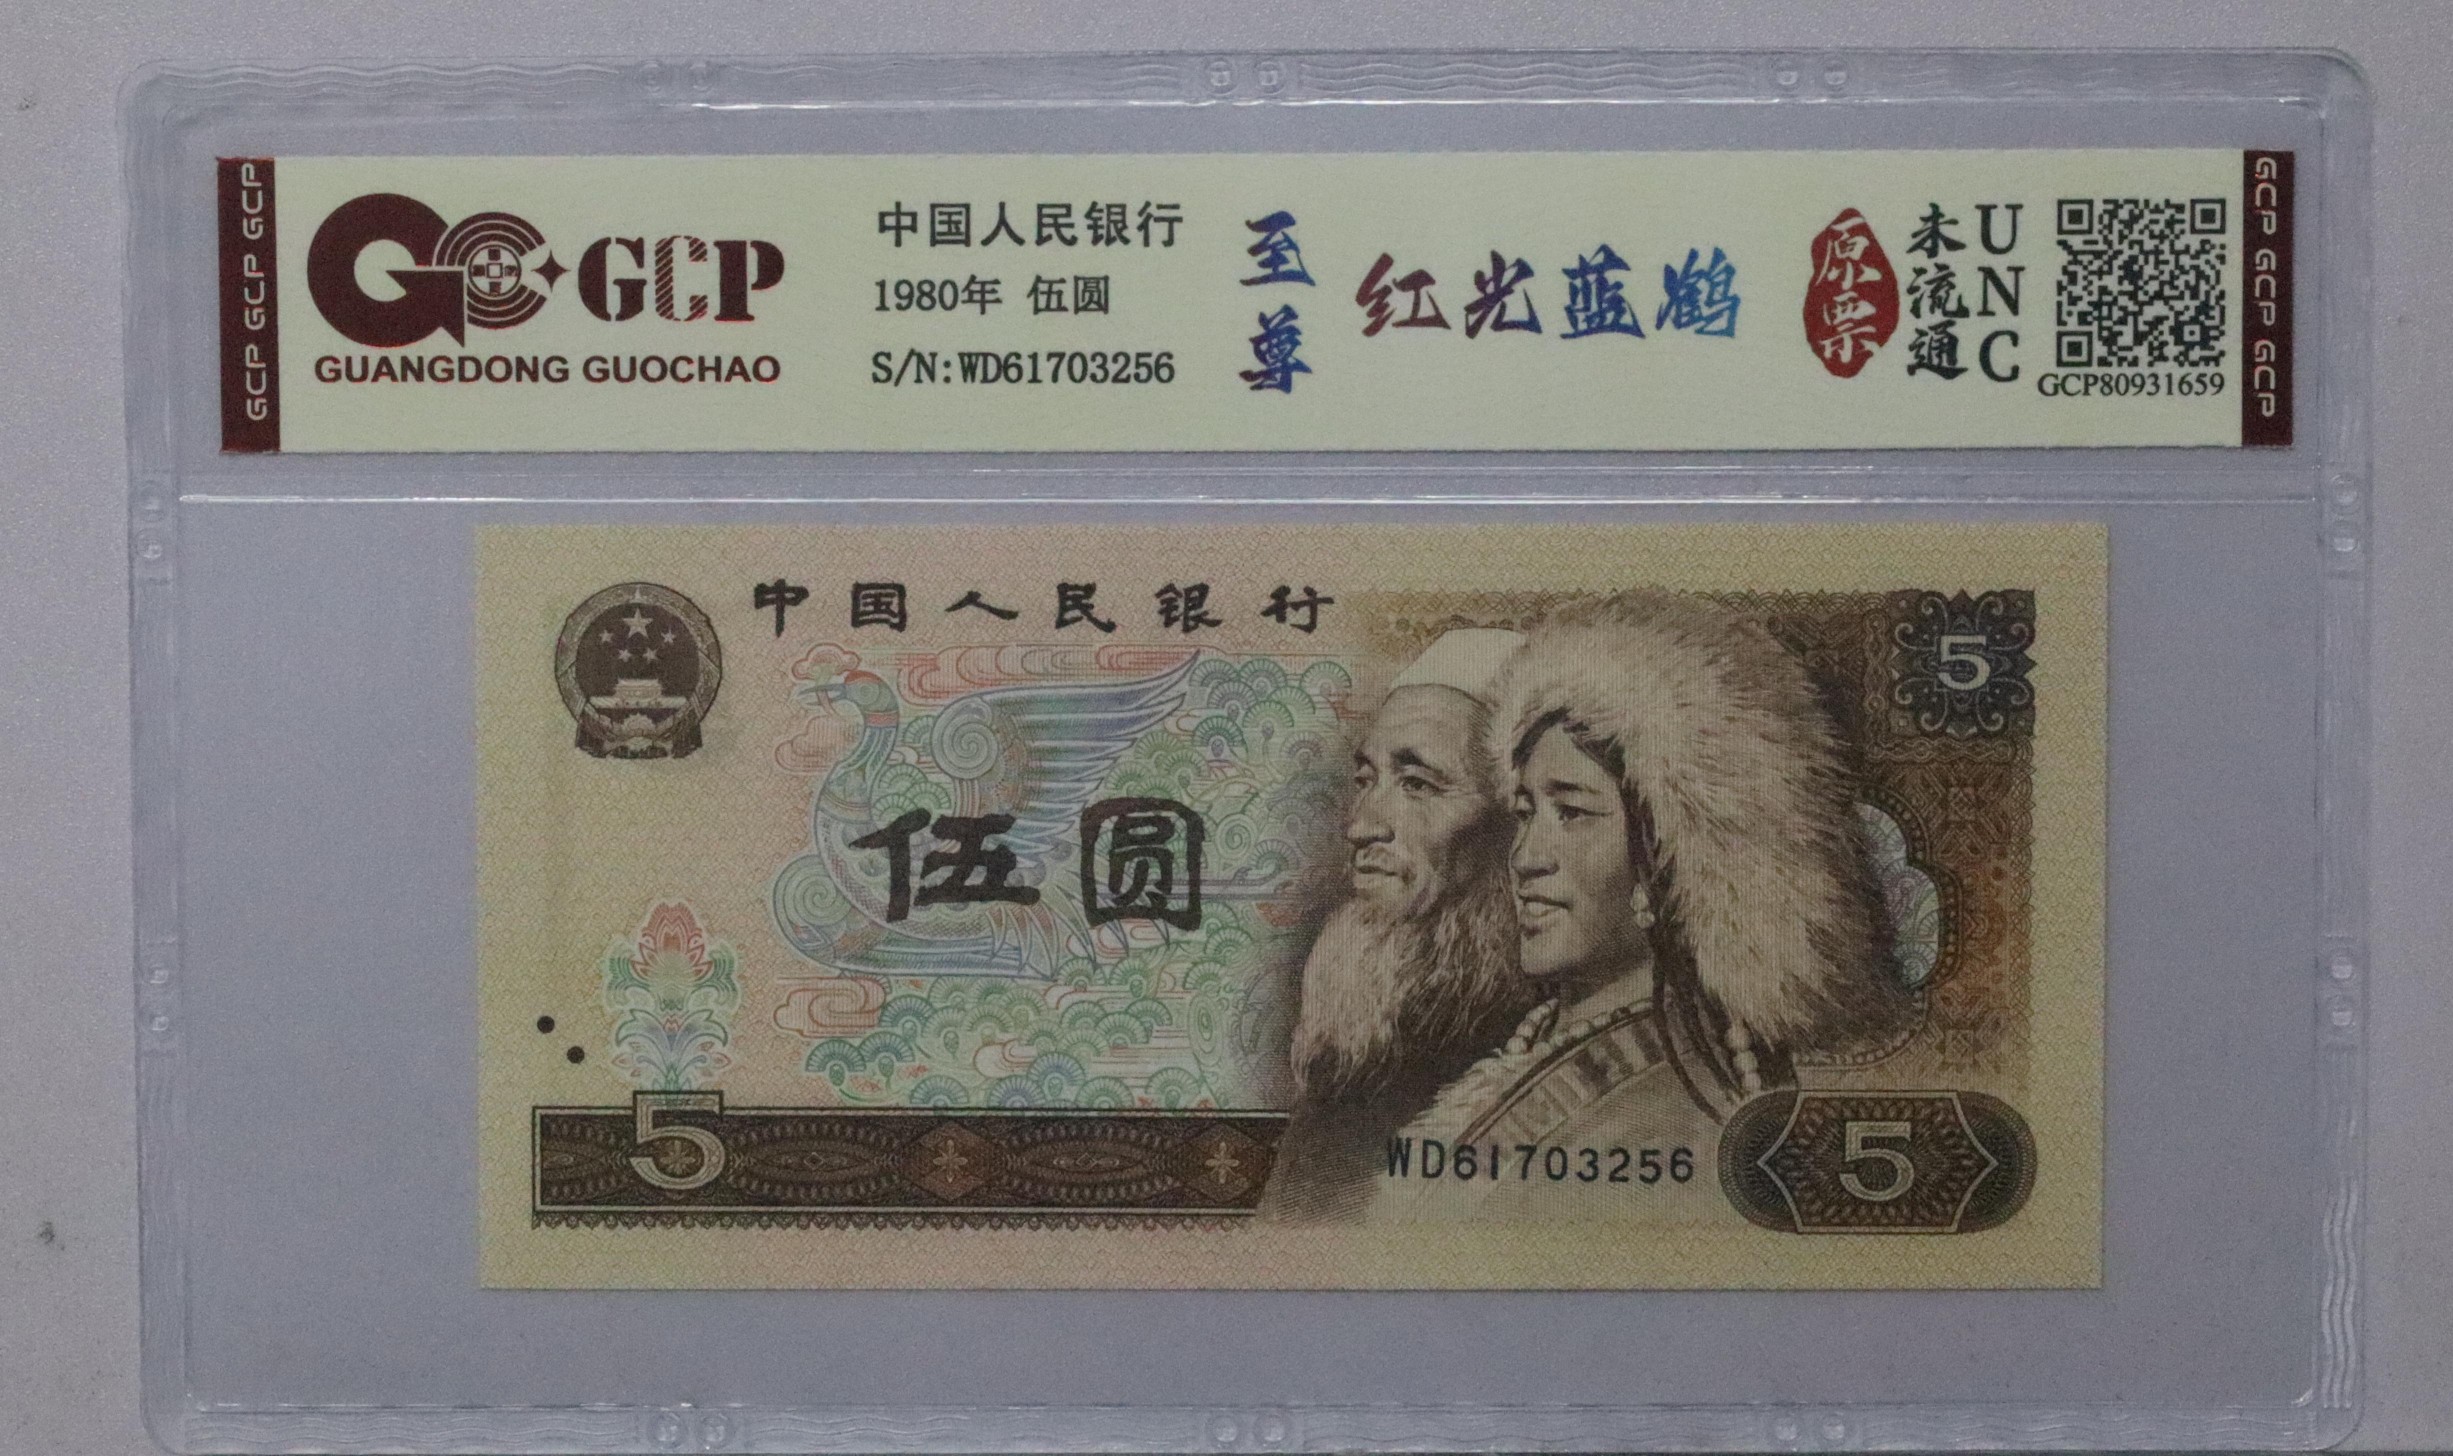 GCP GCP GCP
GCP
GUANGDONG GUOCHAO
中国人民银行
1980年 伍圆
S/N:WD61703256
至尊
红光蓝鹤
原票
未流通
UNC
GCP80931659
GCP GCP GCP
中国人民银行
5
伍圆
5
WD61703256
5